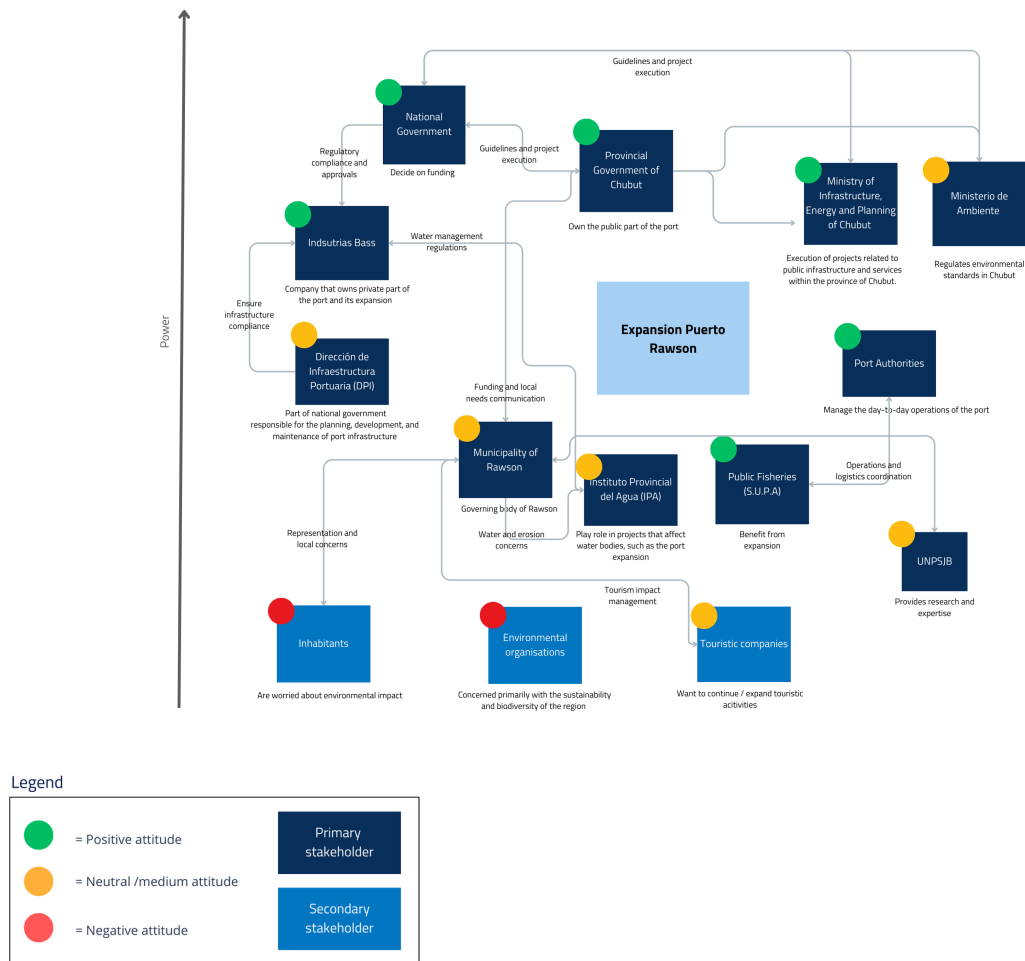 Guidelines and project
execution
National
Government
Provincial
Government of
Chubut
Regulatory
compliance and
approvals
Guidelines and project
execution
Decide on funding
Ministry of
Infrastructure,
Energy and Planning
of Chubut
Ministerio de
Ambiente
Own the public part of the port
Indsutrias Bass
Water management
regulations
Execution of projects related to
public infrastructure and services
within the province of Chubut.
Regulates environmental
standards in Chubut
Company that owns private part of
the port and its expansion
Ensure
infrastructure
compliance
Power
Expansion Puerto
Rawson
Dirección de
Infraestructura
Portuaria (DPI)
Port Authorities
Funding and local
needs communication
Manage the day-to-day operations of the port
Part of national government
responsible for the planning, development, and
maintenance of port infrastructure
Municipality of
Rawson
Instituto Provincial
del Agua (IPA)
Public Fisheries
(S.U.P.A)
Operations and
logistics coordination
Governing body of Rawson
Representation and
local concerns
Water and erosion
concerns
Play role in projects that affect
water bodies, such as the port
expansion
Benefit from
expansion
UNPSJB
Tourism impact
management
Provides research and
expertise
Inhabitants
Environmental
organisations
Touristic companies
Are worried about environmental impact
Concerned primarily with the sustainability
and biodiversity of the region
Want to continue / expand touristic
acitivities
Legend
= Positive attitude
Primary
stakeholder
= Neutral /medium attitude
Secondary
stakeholder
= Negative attitude